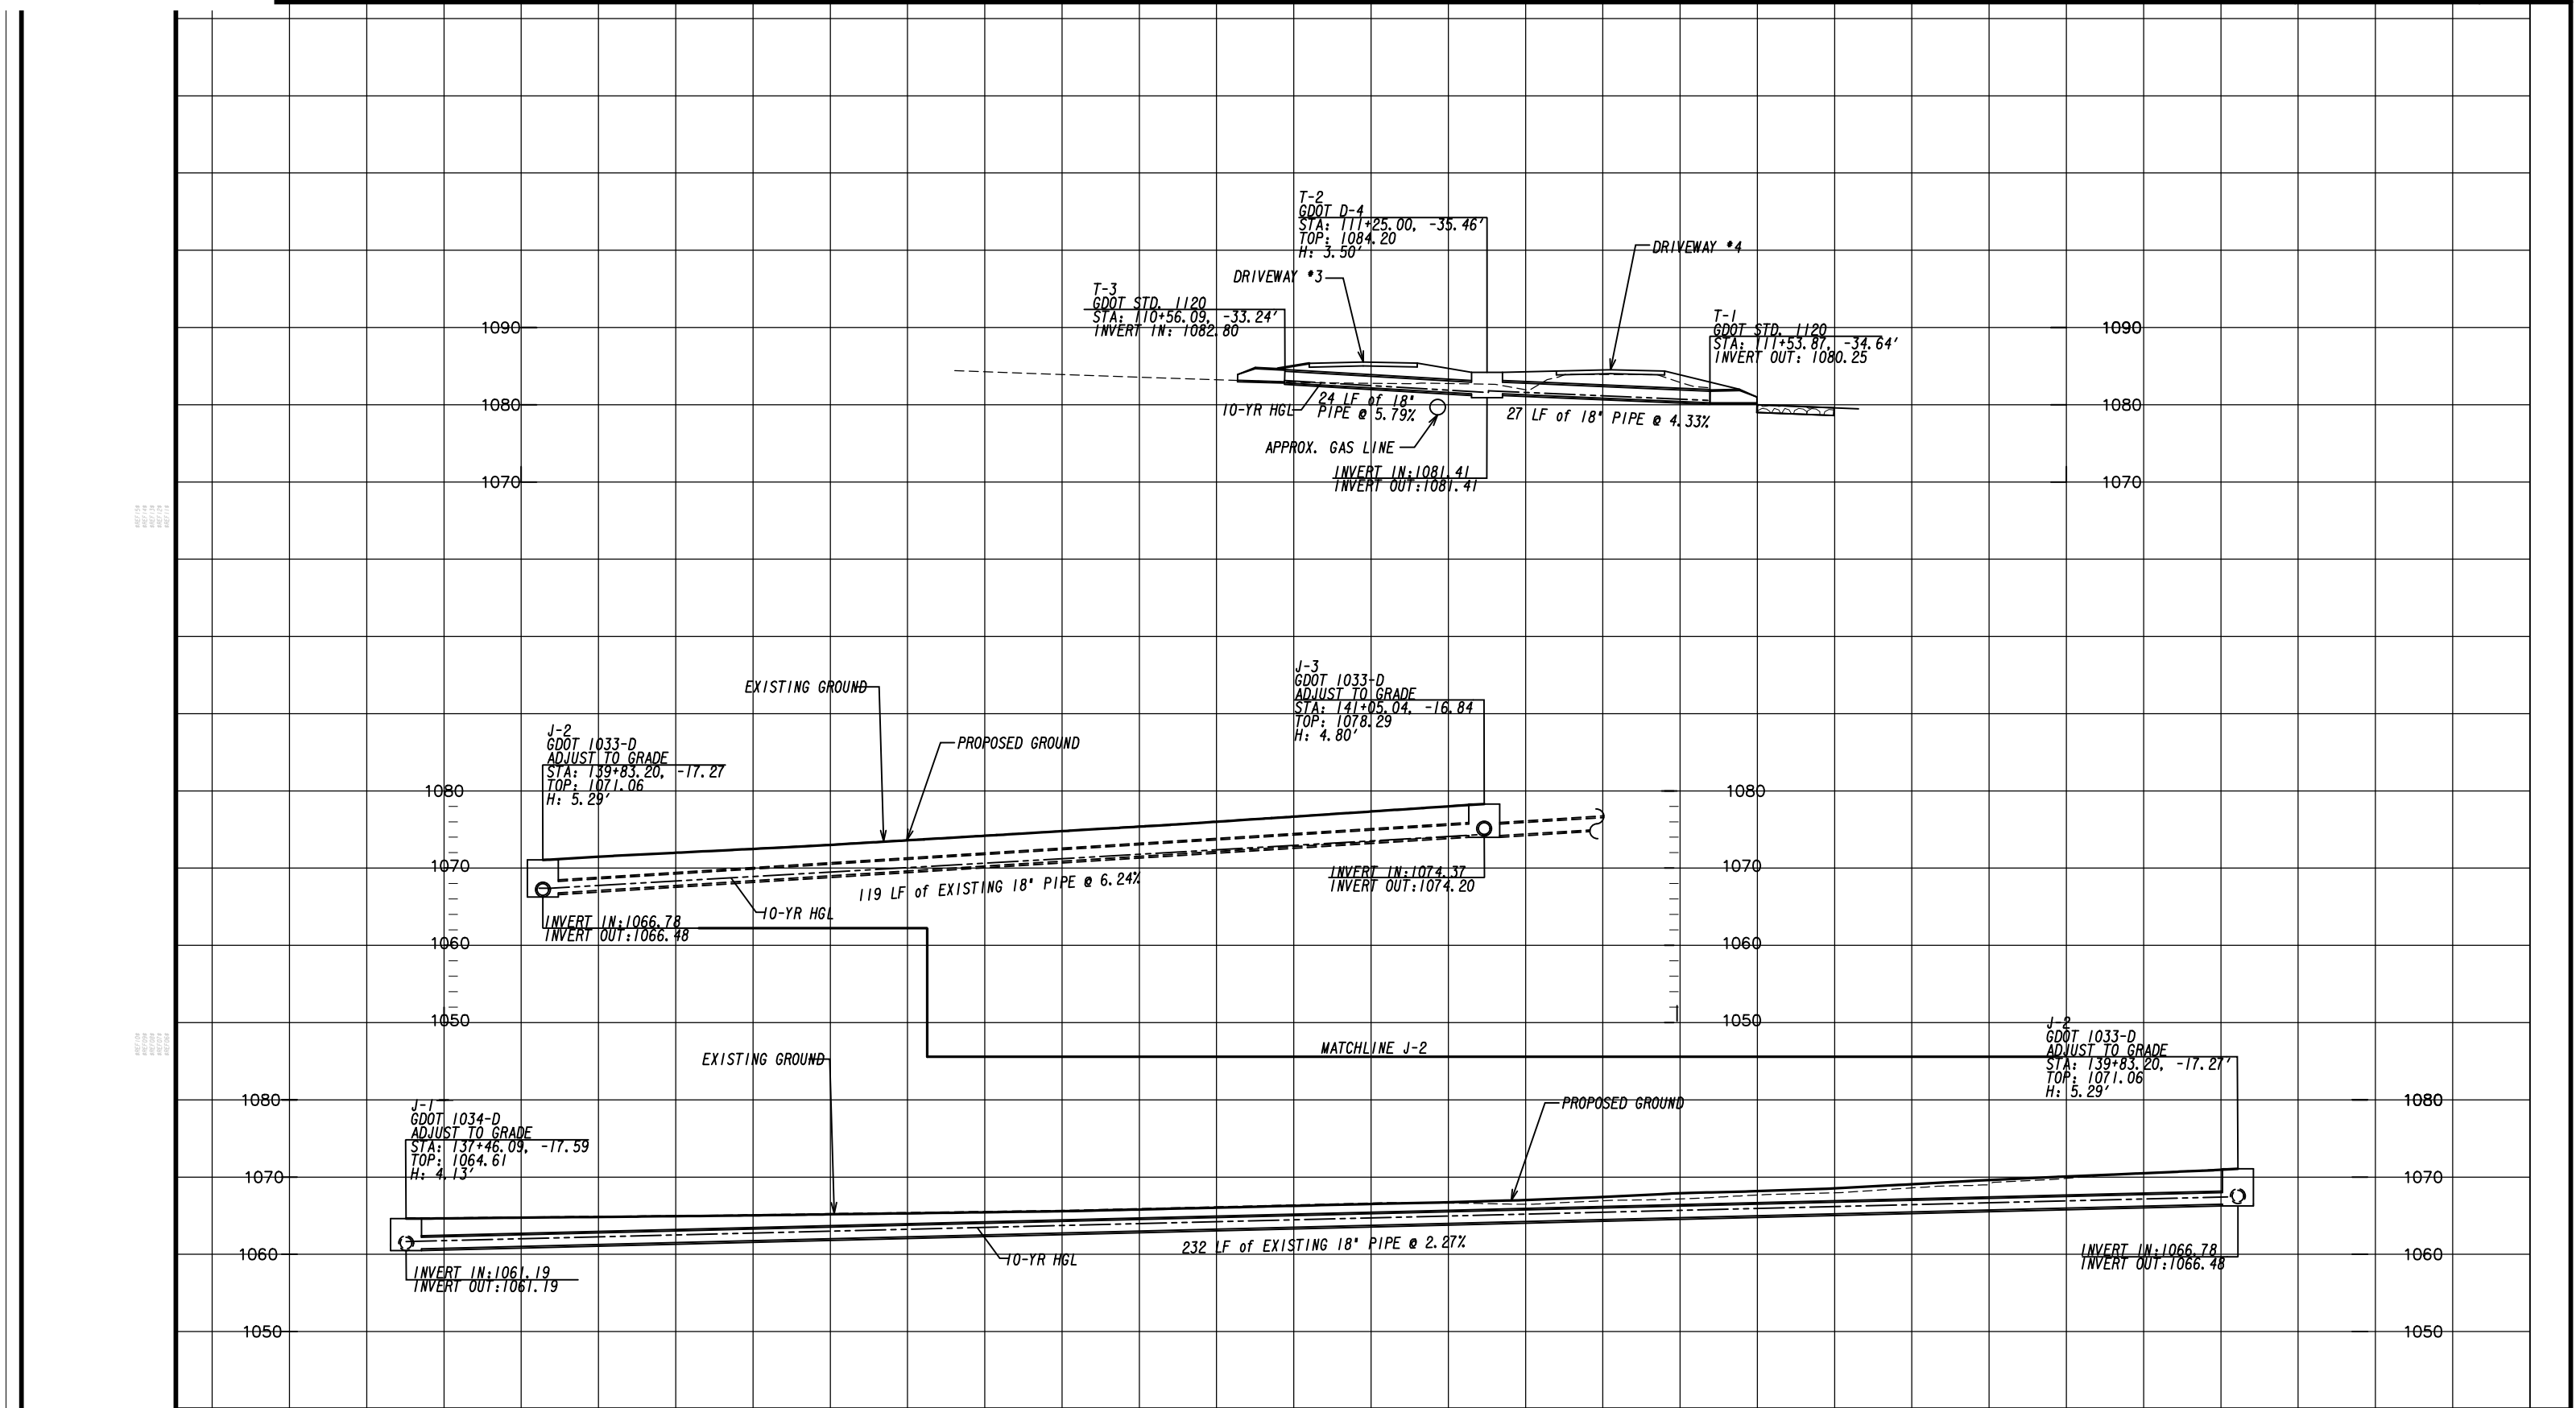 T-2
GDOT D-4
STA: 111+25.00, -35.46'
TOP: 1084.20
H: 3.50'
DRIVEWAY #4
DRIVEWAY #3
T-3
GDOT STD. 1120
STA: 110+56.09, -33.24'
INVERT IN: 1082.80
T-1
GDOT STD. 1120
STA: 111+53.87, -34.64'
INVERT OUT: 1080.25
1090
1090
1080
1080
10-YR HGL
24 LF of 18"
PIPE @ 5.79%
27 LF of 18" PIPE @ 4.33%
APPROX. GAS LINE
INVERT IN:1081.41
INVERT OUT:1081.41
1070
1070
J-3
GDOT 1033-D
ADJUST TO GRADE
STA: 141+05.04, -16.84
TOP: 1078.29
H: 4.80'
EXISTING GROUND
PROPOSED GROUND
J-2
GDOT 1033-D
ADJUST TO GRADE
STA: 139+83.20, -17.27
TOP: 1071.06
H: 5.29'
1080
1080
1070
1070
INVERT IN:1074.37
INVERT OUT:1074.20
119 LF of EXISTING 18" PIPE @ 6.24%
10-YR HGL
INVERT IN:1066.78
INVERT OUT:1066.48
1060
1060
1050
1050
MATCHLINE J-2
J-2
GDOT 1033-D
ADJUST TO GRADE
STA: 139+83.20, -17.27'
TOP: 1071.06
H: 5.29'
EXISTING GROUND
PROPOSED GROUND
1080
1080
J-1
GDOT 1034-D
ADJUST TO GRADE
STA: 137+46.09, -17.59
TOP: 1064.61
H: 4.13'
1070
1070
1060
1060
232 LF of EXISTING 18" PIPE @ 2.27%
10-YR HGL
INVERT IN:1066.78
INVERT OUT:1066.48
INVERT IN:1061.19
INVERT OUT:1061.19
1050
1050